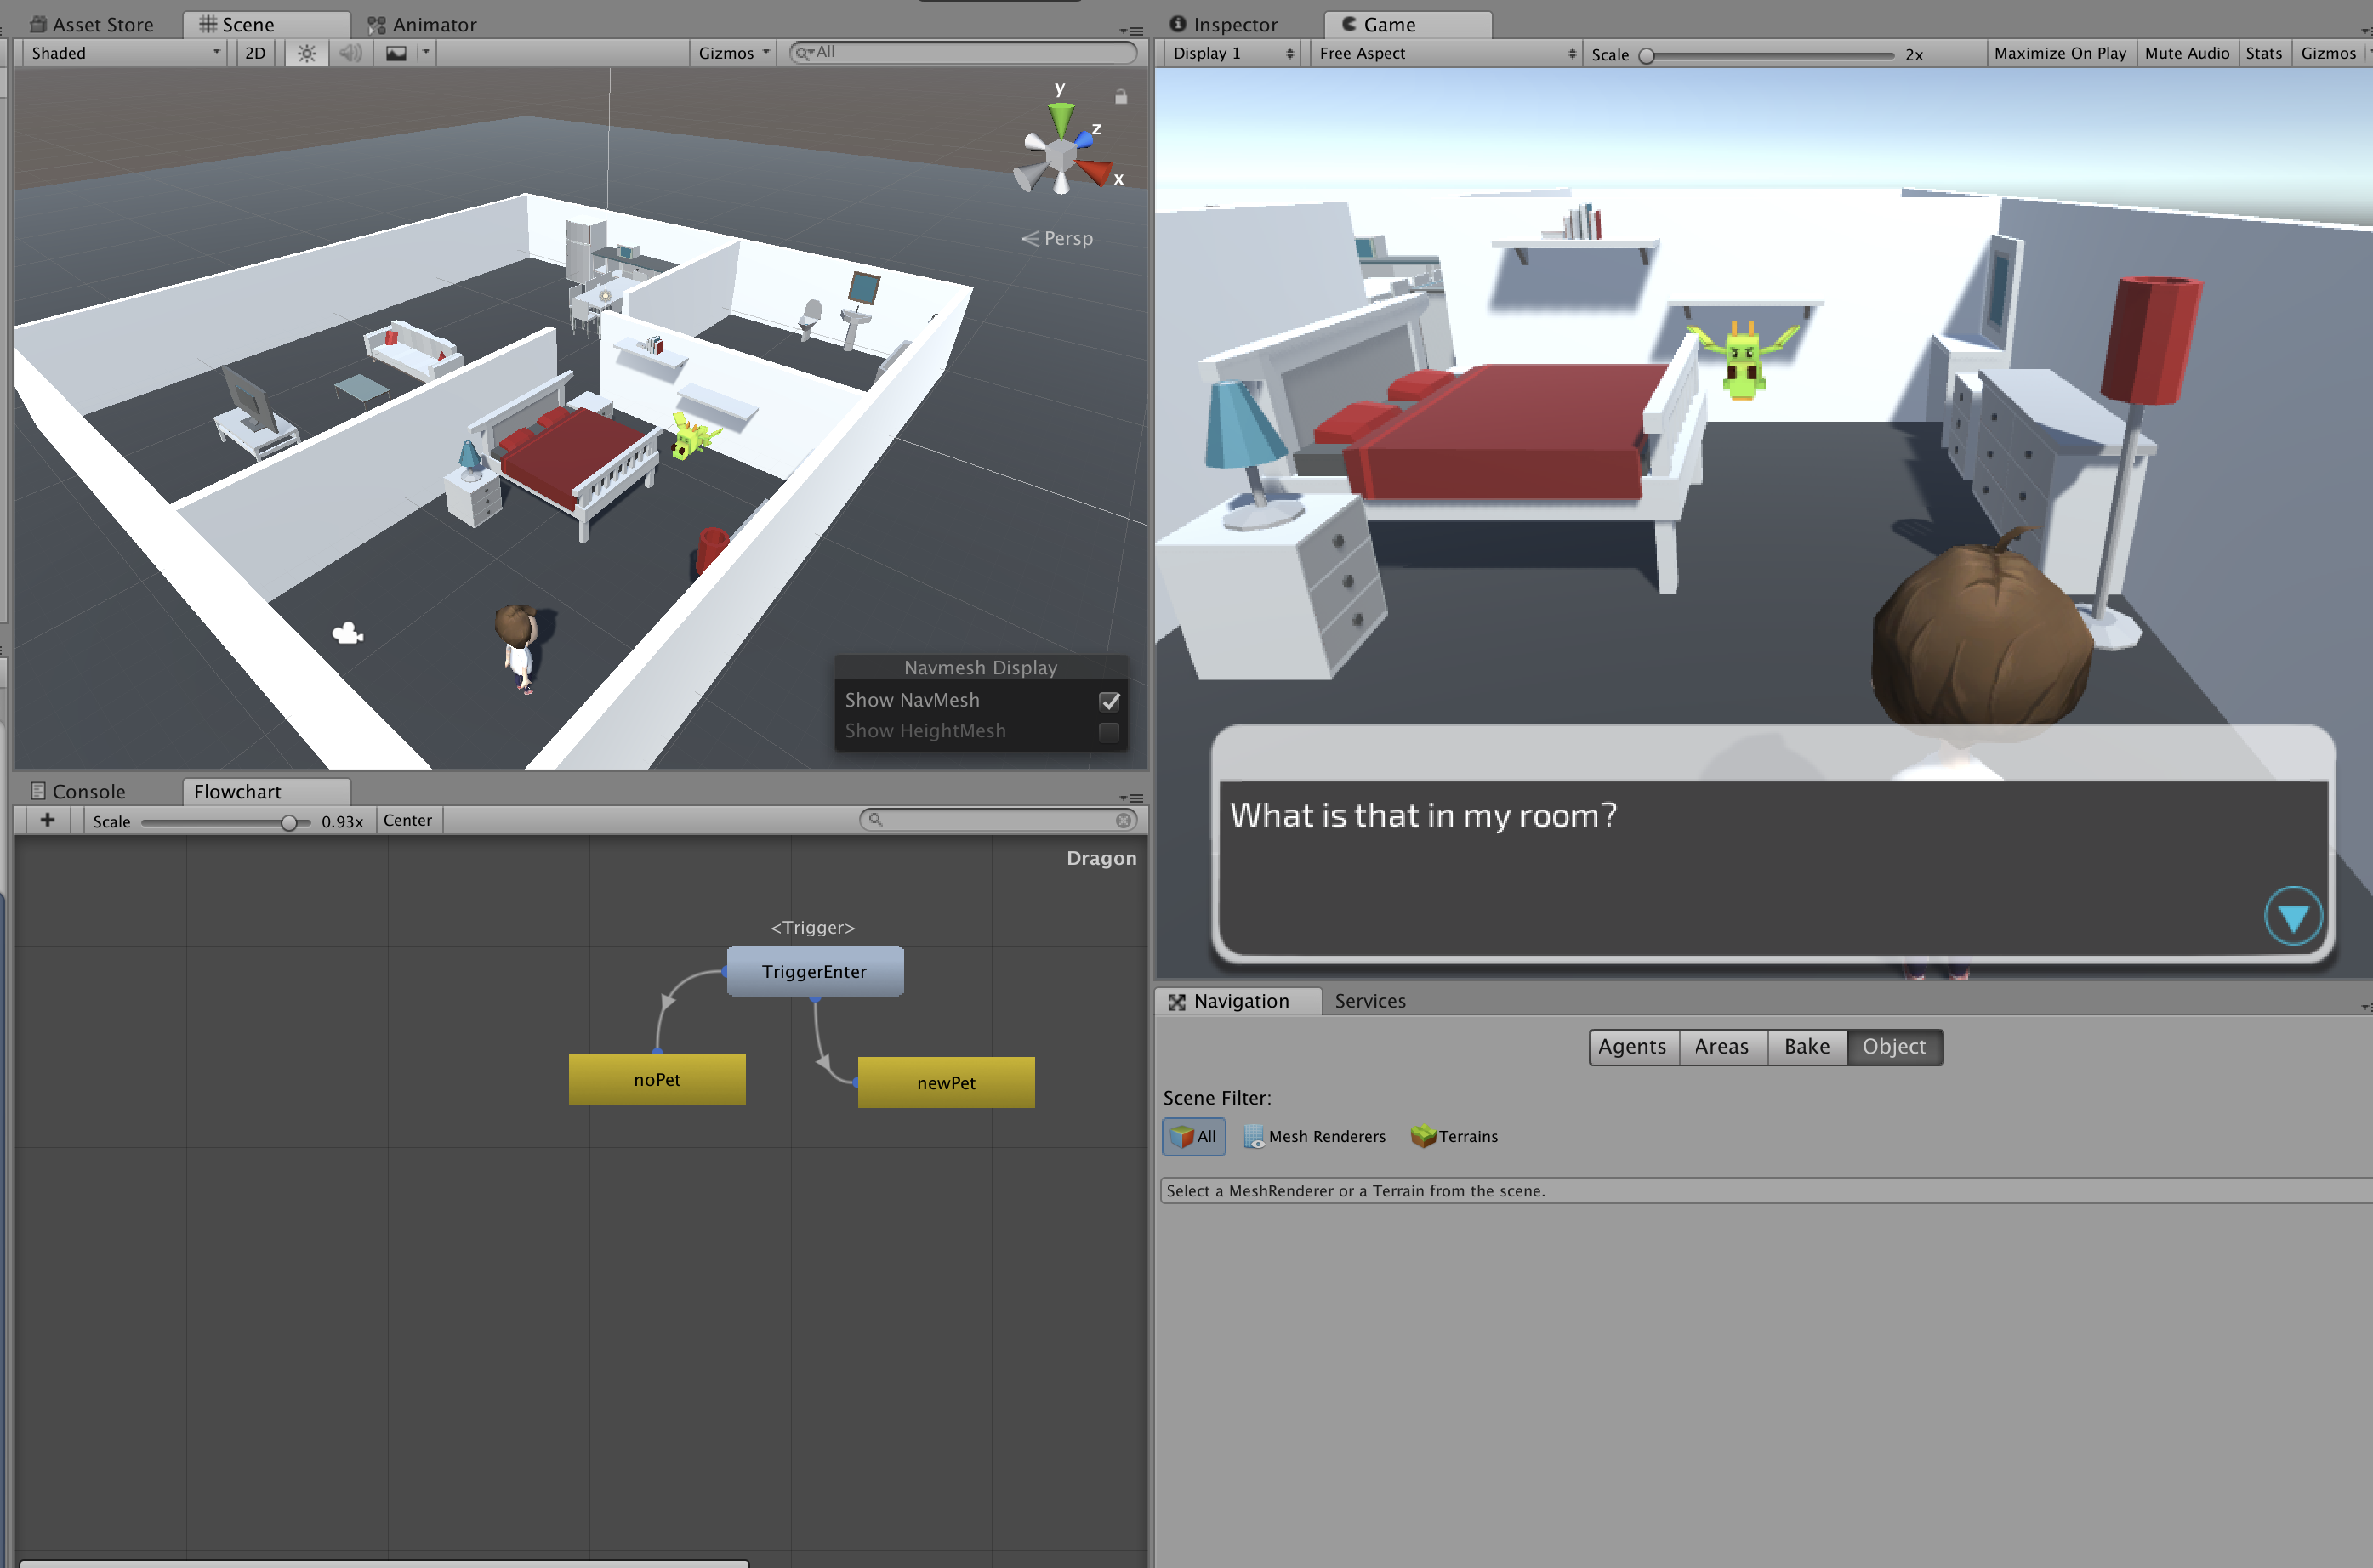 Asset Store
Scene
Animator
Shaded
2D
Gizmos
All
y
z
x
Persp
Navmesh Display
Show NavMesh
Show HeightMesh
Inspector
Game
Display 1
Free Aspect
Scale
2x
Maximize On Play
Mute Audio
Stats
Gizmos
What is that in my room?
Console
Flowchart
Scale
0.93x
Center
Dragon
<Trigger>
TriggerEnter
noPet
newPet
Navigation
Services
Agents
Areas
Bake
Object
Scene Filter:
All
Mesh Renderers
Terrains
Select a MeshRenderer or a Terrain from the scene.